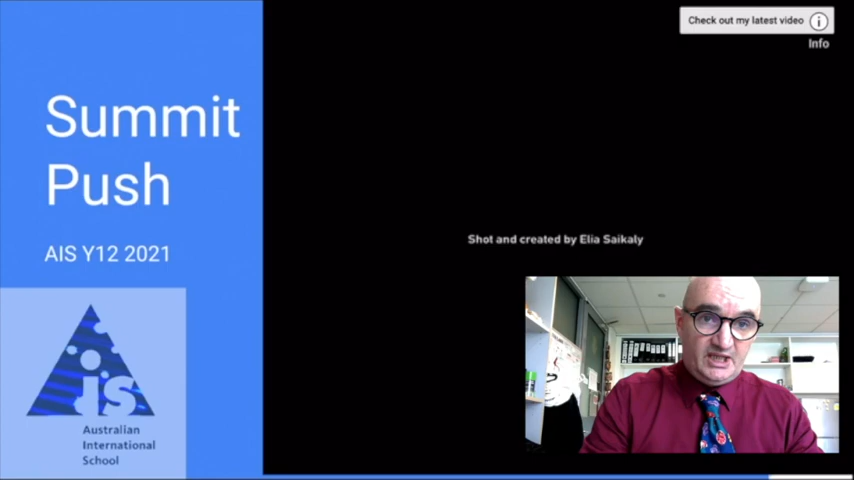 Summit
Push
AIS Y12 2021
is
Australian
International
School
Check out my latest video
Info
Shot and created by Elia Saikaly